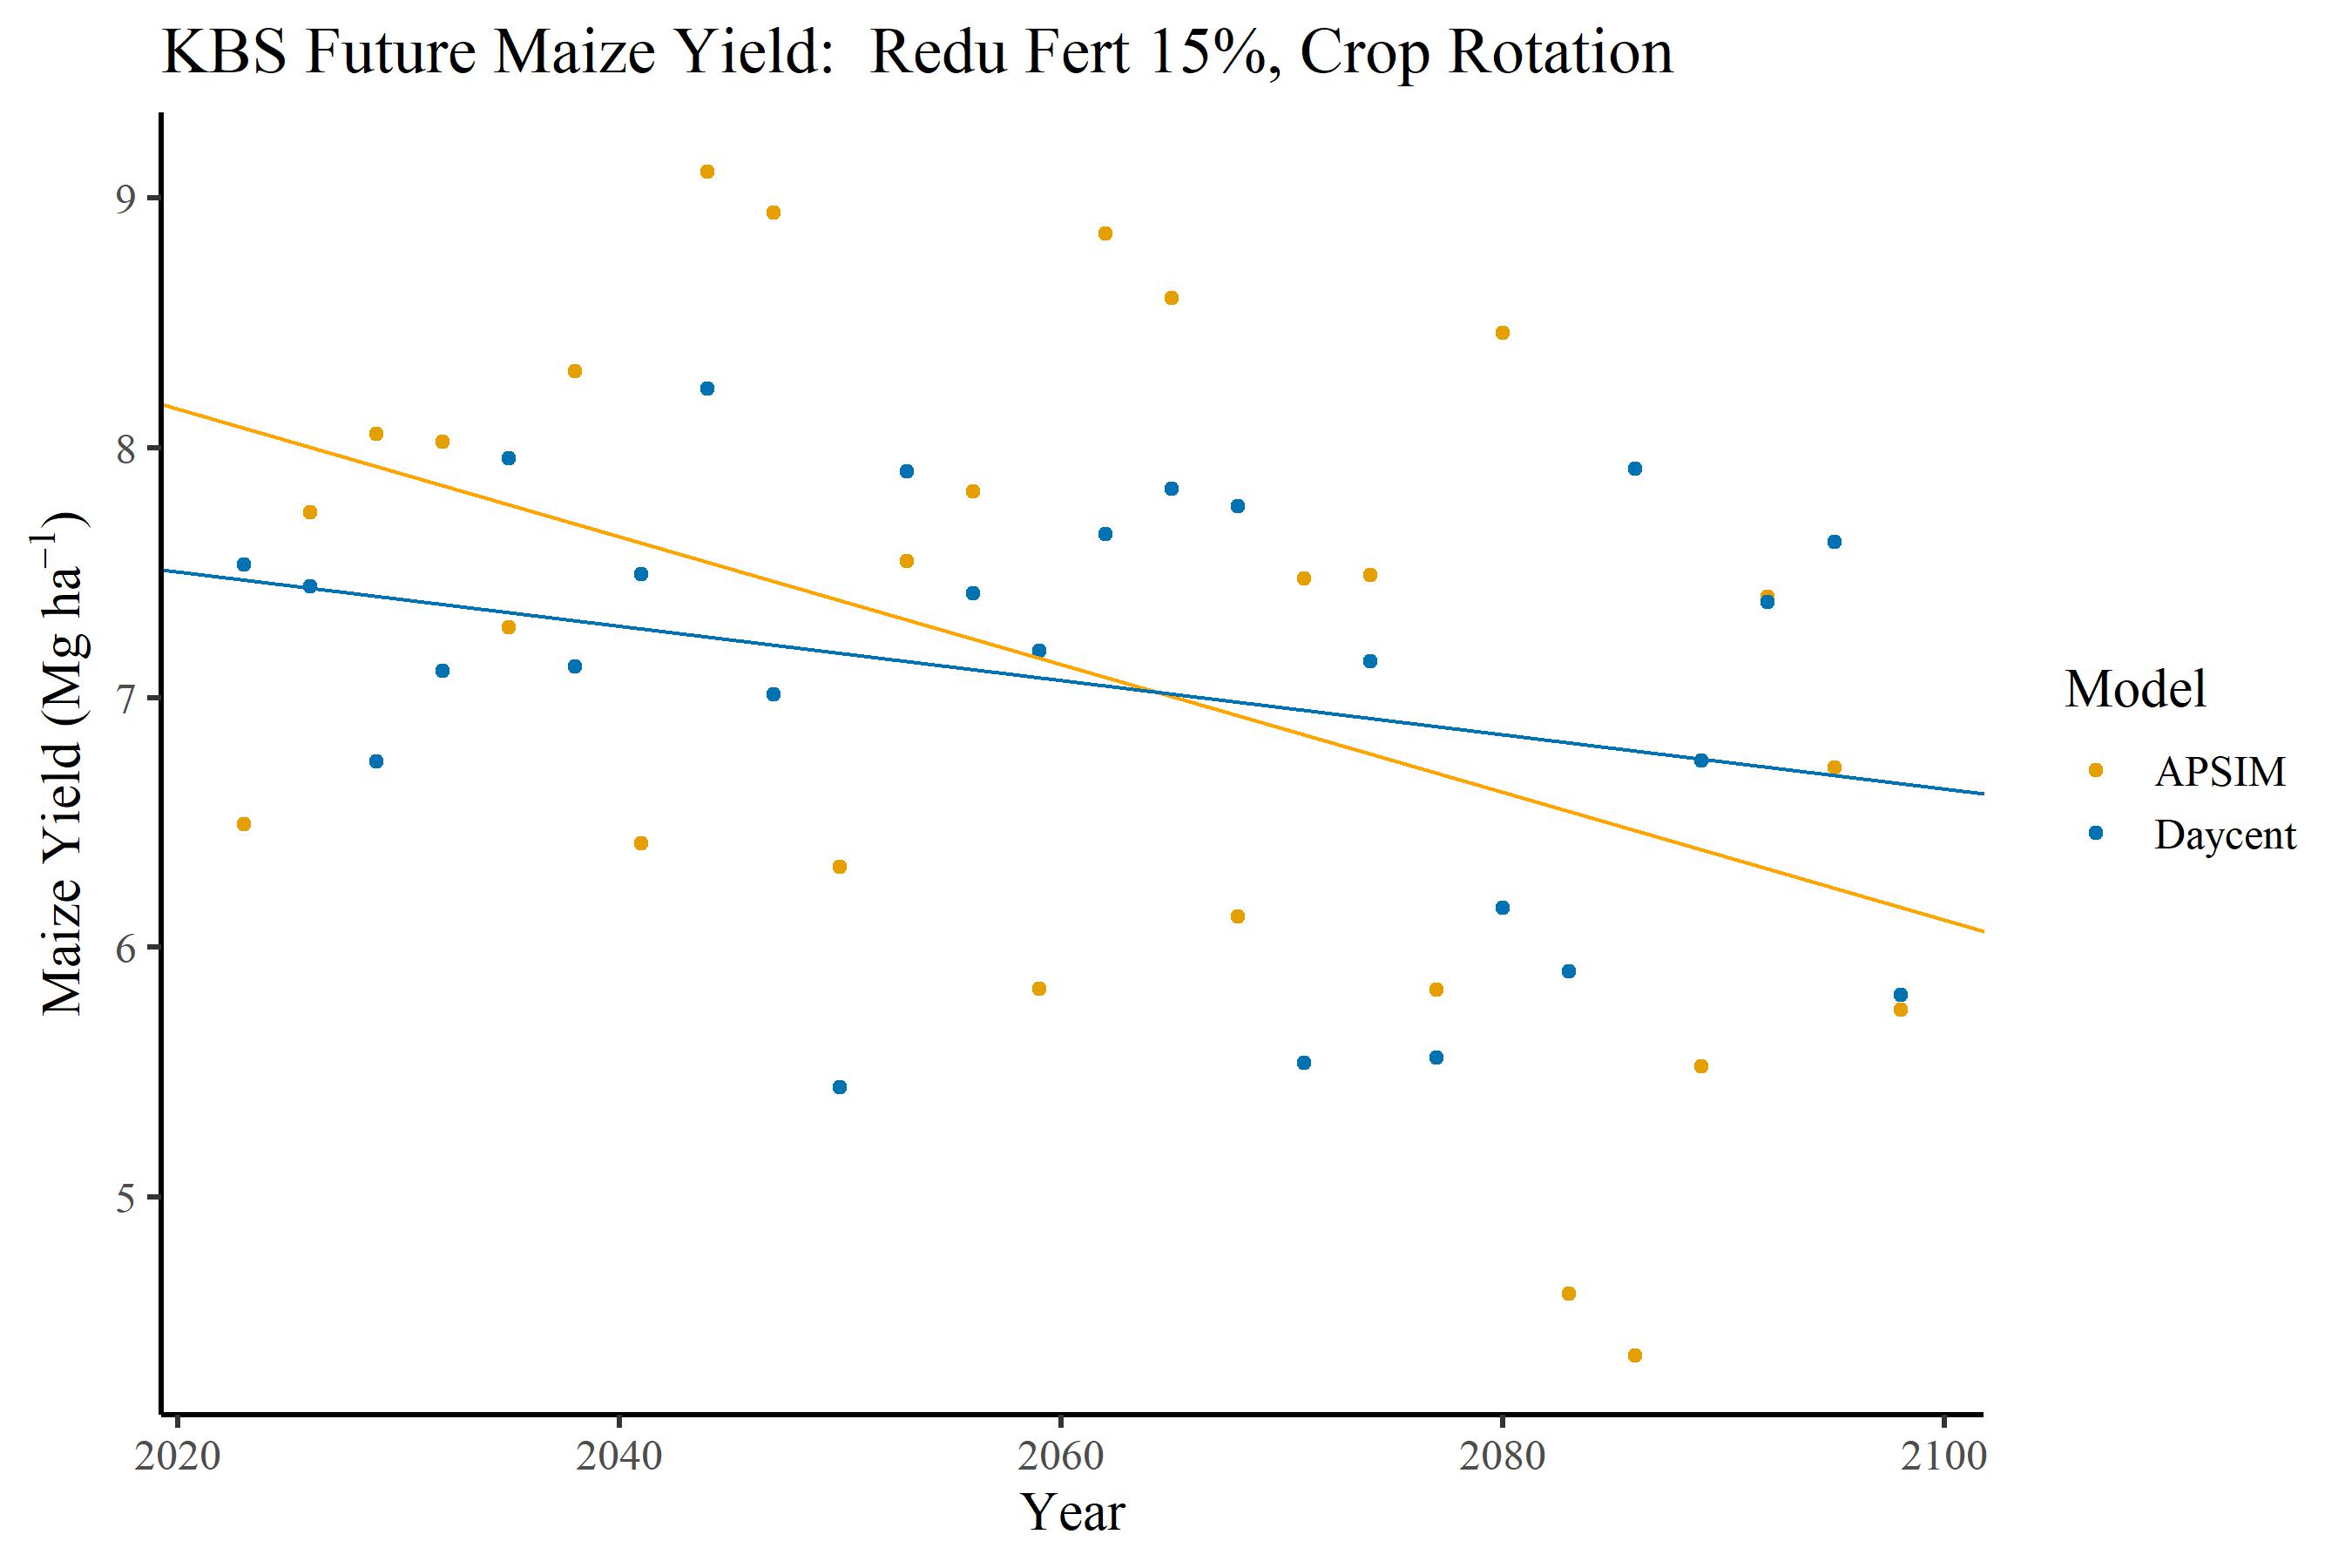 KBS Future Maize Yield:  Redu Fert 15%, Crop Rotation
Maize Yield (Mg ha⁻¹)
9
8
7
6
5
2020 2040 2060 2080 2100
Year
Model
APSIM
Daycent